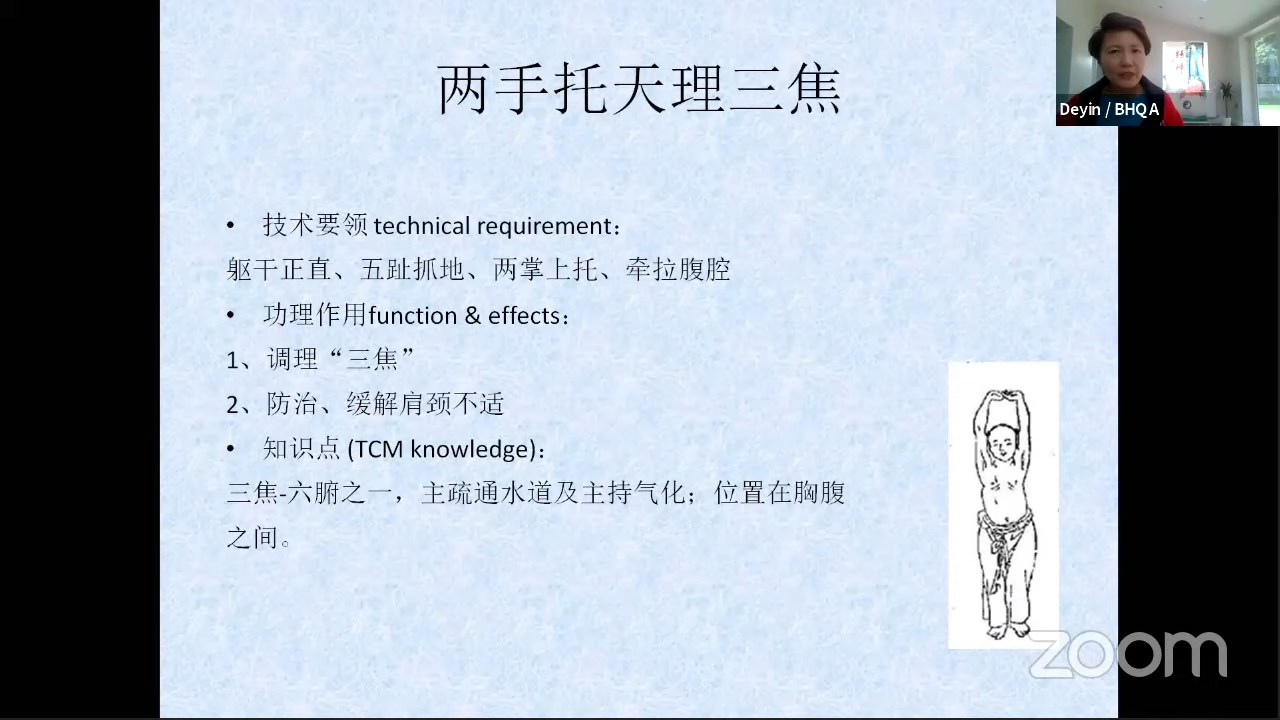 两手托天理三焦
Deyin / BHQA
• 技术要领 technical requirement：
躯干正直、五趾抓地、两掌上托、牵拉腹腔
• 功理作用function & effects：
1、调理“三焦”
2、防治、缓解肩颈不适
• 知识点 (TCM knowledge)：
三焦-六腑之一，主疏通水道及主持气化；位置在胸腹
之间。
zoom